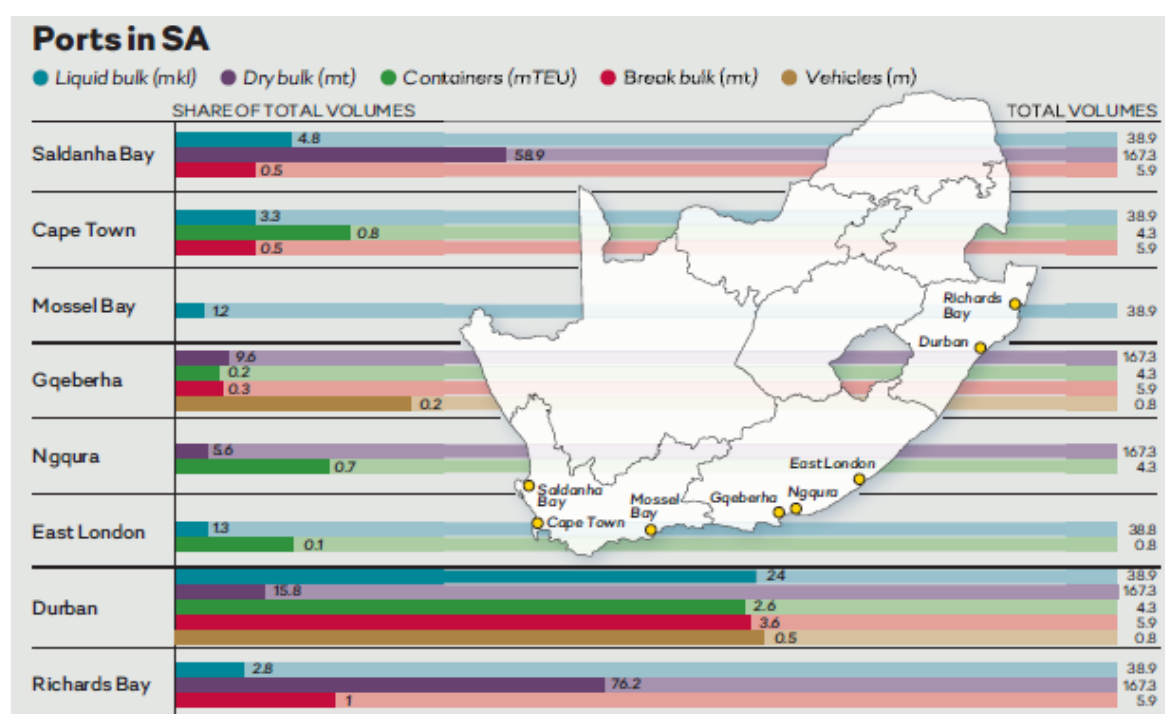 Ports in SA
Liquid bulk (mkl) Dry bulk (mt) Containers (mTEU) Break bulk (mt) Vehicles (m)
SHARE OF TOTAL VOLUMES TOTAL VOLUMES
Saldanha Bay
4.8 38.9
58.9 167.3
0.5 5.9
Cape Town
3.3 38.9
0.8 4.3
0.5 5.9
Mossel Bay
1.2 38.9
Gqeberha
9.6 167.3
0.2 4.3
0.3 5.9
0.2 0.8
Ngqura
5.6 167.3
0.7 4.3
East London
1.3 38.8
0.1 0.8
Durban
24 38.9
15.8 167.3
2.6 4.3
3.6 5.9
0.5 0.8
Richards Bay
2.8 38.9
76.2 167.3
1 5.9
Richards
Bay
Durban
East London
Ngqura
Gqeberha
Mossel
Bay
Saldanha
Bay
Cape Town